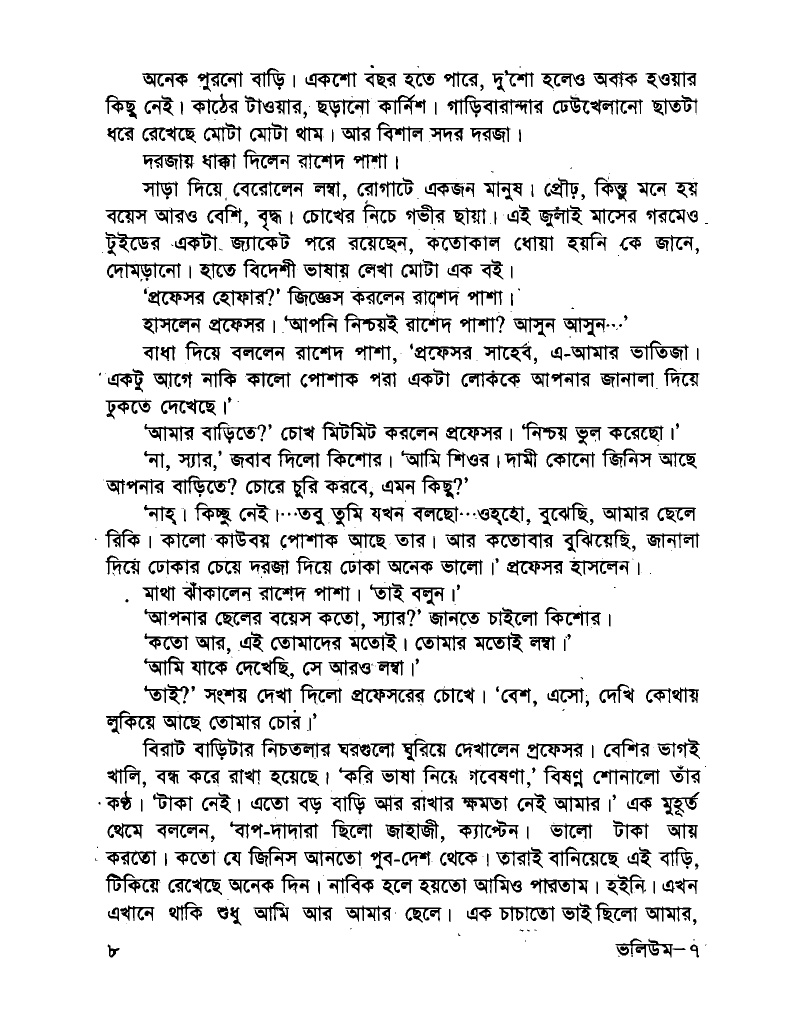 অনেক পুরনো বাড়ি। একশো বছর হতে পারে, দু'শো হলেও অবাক হওয়ার
কিছু নেই। কাঠের টাওয়ার, ছড়ানো কার্নিশ। গাড়িবারান্দার ঢেউখেলানো ছাতটা
ধরে রেখেছে মোটা মোটা থাম। আর বিশাল সদর দরজা।
দরজায় ধাক্কা দিলেন রাশেদ পাশা।
সাড়া দিয়ে বেরোলেন লম্বা, রোগাটে একজন মানুষ। প্রৌঢ়, কিন্তু মনে হয়
বয়েস আরও বেশি, বৃদ্ধ। চোখের নিচে গভীর ছায়া। এই জুলাই মাসের গরমেও
টুইডের একটা জ্যাকেট পরে রয়েছেন, কতোকাল ধোয়া হয়নি কে জানে,
দোমড়ানো। হাতে বিদেশী ভাষায় লেখা মোটা এক বই।
'প্রফেসর হোফার?' জিজ্ঞেস করলেন রাশেদ পাশা।
হাসলেন প্রফেসর। 'আপনি নিশ্চয়ই রাশেদ পাশা? আসুন আসুন...'
বাধা দিয়ে বললেন রাশেদ পাশা, 'প্রফেসর সাহেব, এ-আমার ভাতিজা।
একটু আগে নাকি কালো পোশাক পরা একটা লোককে আপনার জানালা দিয়ে
ঢুকতে দেখেছে।'
'আমার বাড়িতে?' চোখ মিটমিট করলেন প্রফেসর। 'নিশ্চয় ভুল করেছো।'
'না, স্যার,' জবাব দিলো কিশোর। 'আমি শিওর। দামী কোনো জিনিস আছে
আপনার বাড়িতে? চোরে চুরি করবে, এমন কিছু?'
'নাহ্। কিচ্ছু নেই।...তবু তুমি যখন বলছো...ওহ্‌হো, বুঝেছি, আমার ছেলে
রিকি। কালো কাউবয় পোশাক আছে তার। আর কতোবার বুঝিয়েছি, জানালা
দিয়ে ঢোকার চেয়ে দরজা দিয়ে ঢোকা অনেক ভালো।' প্রফেসর হাসলেন।
মাথা ঝাঁকালেন রাশেদ পাশা। 'তাই বলুন।'
'আপনার ছেলের বয়েস কতো, স্যার?' জানতে চাইলো কিশোর।
'কতো আর, এই তোমাদের মতোই। তোমার মতোই লম্বা।'
'আমি যাকে দেখেছি, সে আরও লম্বা।'
'তাই?' সংশয় দেখা দিলো প্রফেসরের চোখে। 'বেশ, এসো, দেখি কোথায়
লুকিয়ে আছে তোমার চোর।'
বিরাট বাড়িটার নিচতলার ঘরগুলো ঘুরিয়ে দেখালেন প্রফেসর। বেশির ভাগই
খালি, বন্ধ করে রাখা হয়েছে। 'করি ভাষা নিয়ে গবেষণা,' বিষণ্ণ শোনালো তাঁর
কণ্ঠ। 'টাকা নেই। এতো বড় বাড়ি আর রাখার ক্ষমতা নেই আমার।' এক মুহূর্ত
থেমে বললেন, 'বাপ-দাদারা ছিলো জাহাজী, ক্যাপ্টেন। ভালো টাকা আয়
করতো। কতো যে জিনিস আনতো পুব-দেশ থেকে। তারাই বানিয়েছে এই বাড়ি,
টিকিয়ে রেখেছে অনেক দিন। নাবিক হলে হয়তো আমিও পারতাম। হইনি। এখন
এখানে থাকি শুধু আমি আর আমার ছেলে। এক চাচাতো ভাই ছিলো আমার,
৮ ভলিউম-৭